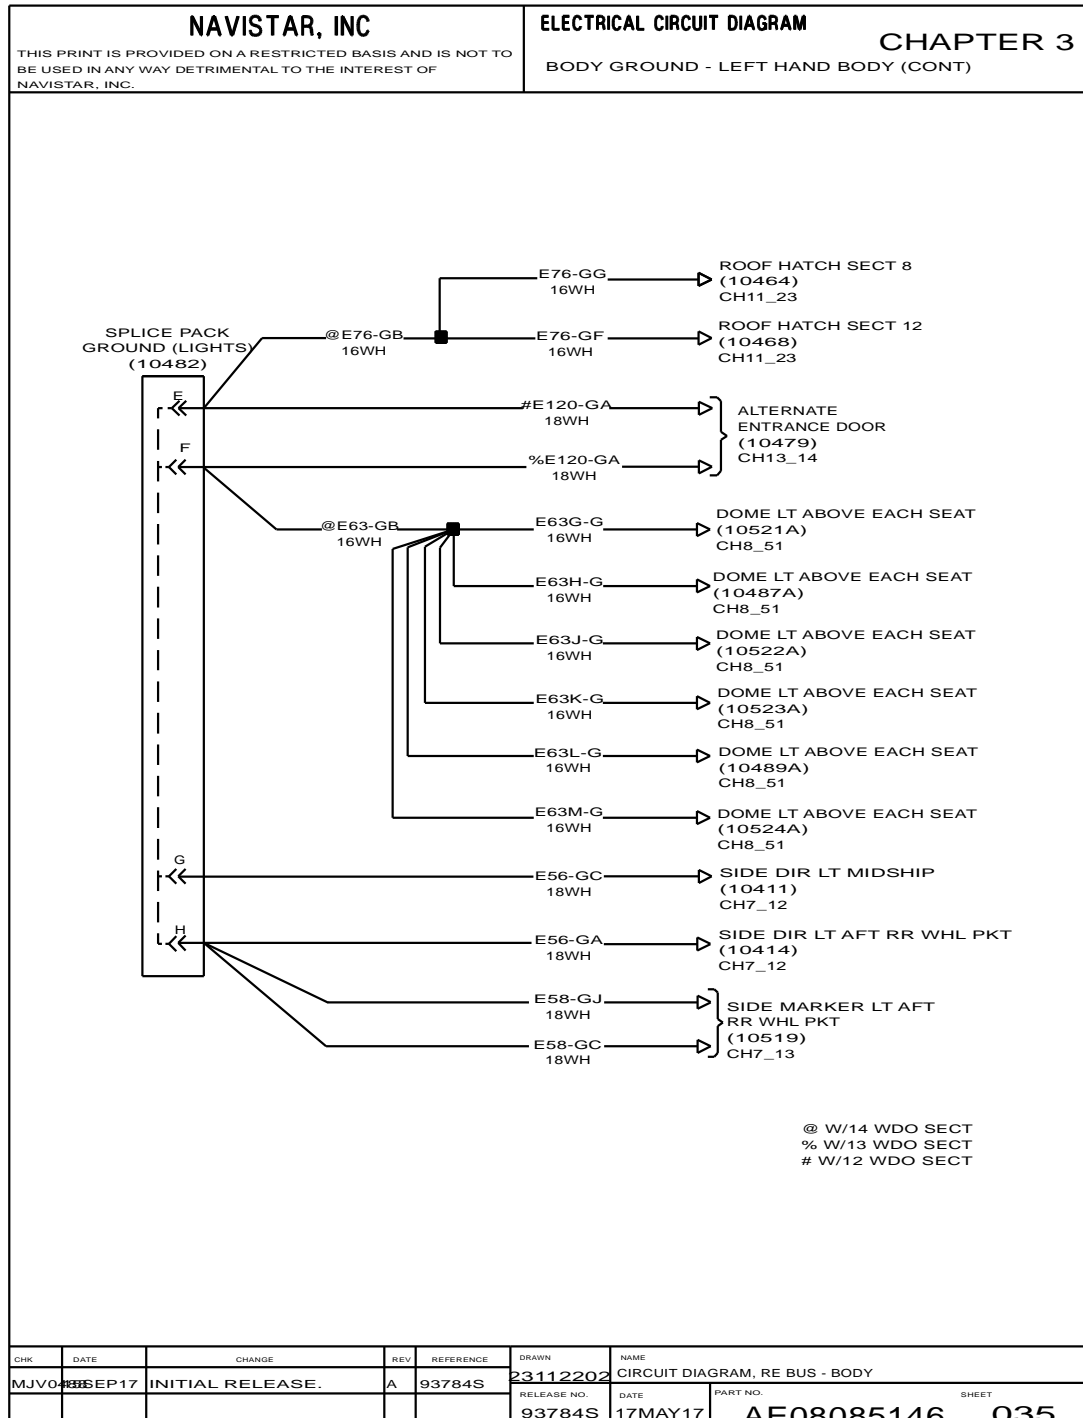 NAVISTAR, INC
THIS PRINT IS PROVIDED ON A RESTRICTED BASIS AND IS NOT TO
BE USED IN ANY WAY DETRIMENTAL TO THE INTEREST OF
NAVISTAR, INC.
ELECTRICAL CIRCUIT DIAGRAM
CHAPTER 3
BODY GROUND - LEFT HAND BODY (CONT)
SPLICE PACK
GROUND (LIGHTS)
(10482)
E
F
G
H
@E76-GB
16WH
E76-GG
16WH
ROOF HATCH SECT 8
(10464)
CH11_23
E76-GF
16WH
ROOF HATCH SECT 12
(10468)
CH11_23
#E120-GA
18WH
%E120-GA
18WH
ALTERNATE
ENTRANCE DOOR
(10479)
CH13_14
@E63-GB
16WH
E63G-G
16WH
DOME LT ABOVE EACH SEAT
(10521A)
CH8_51
E63H-G
16WH
DOME LT ABOVE EACH SEAT
(10487A)
CH8_51
E63J-G
16WH
DOME LT ABOVE EACH SEAT
(10522A)
CH8_51
E63K-G
16WH
DOME LT ABOVE EACH SEAT
(10523A)
CH8_51
E63L-G
16WH
DOME LT ABOVE EACH SEAT
(10489A)
CH8_51
E63M-G
16WH
DOME LT ABOVE EACH SEAT
(10524A)
CH8_51
E56-GC
18WH
SIDE DIR LT MIDSHIP
(10411)
CH7_12
E56-GA
18WH
SIDE DIR LT AFT RR WHL PKT
(10414)
CH7_12
E58-GJ
18WH
E58-GC
18WH
SIDE MARKER LT AFT
RR WHL PKT
(10519)
CH7_13
@ W/14 WDO SECT
% W/13 WDO SECT
# W/12 WDO SECT
CHK DATE CHANGE REV REFERENCE
INITIAL RELEASE. A 93784S
DRAWN
23112202
NAME
CIRCUIT DIAGRAM, RE BUS - BODY
RELEASE NO.
93784S
DATE
17MAY17
PART NO.
AE08085146
SHEET
035